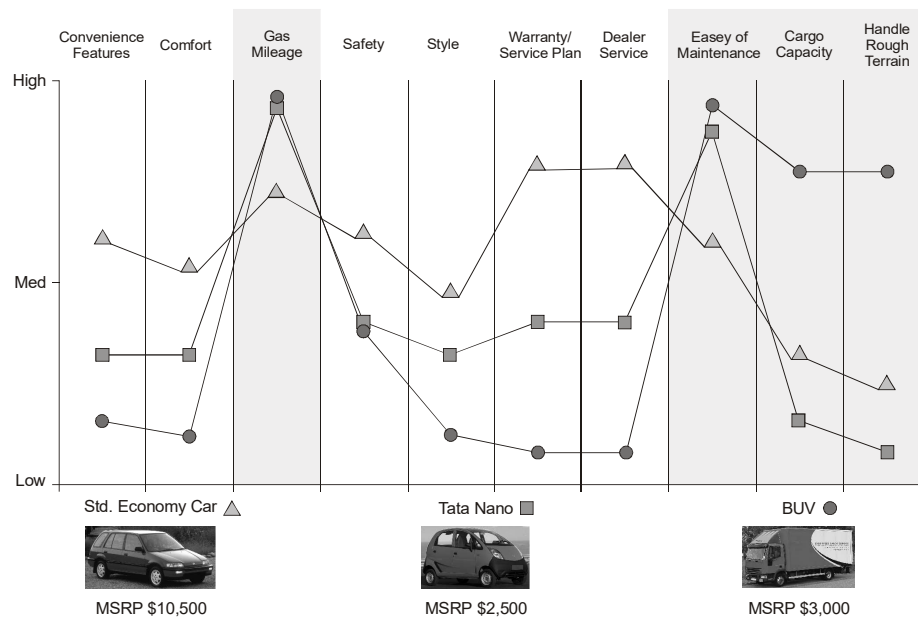 Convenience
Features
Comfort
Gas
Mileage
Safety
Style
Warranty/
Service Plan
Dealer
Service
Easey of
Maintenance
Cargo
Capacity
Handle
Rough
Terrain
High
Med
Low
Std. Economy Car
Tata Nano
BUV
MSRP $10,500
MSRP $2,500
MSRP $3,000